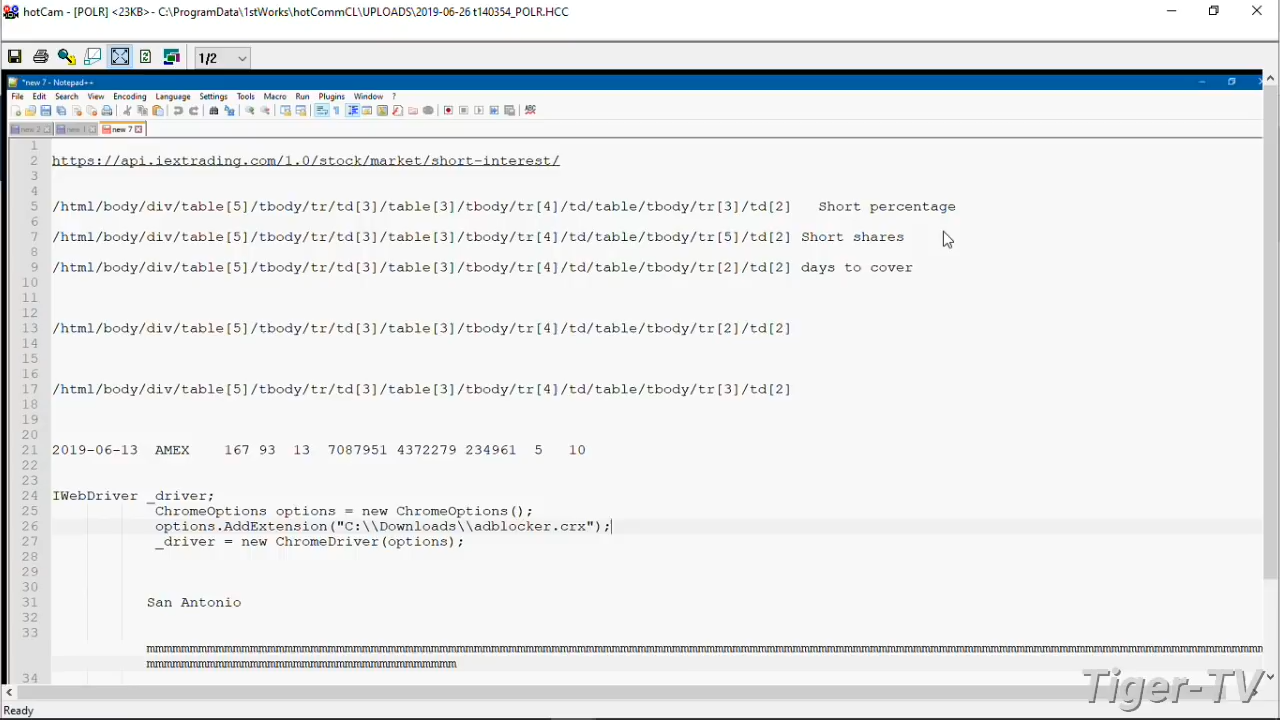 hotCam - [POLR] <23KB>- C:\ProgramData\1stWorks\hotCommCL\UPLOADS\2019-06-26 t140354_POLR.HCC
1/2
*new 7 - Notepad++
File Edit Search View Encoding Language Settings Tools Macro Run Plugins Window ?
new 2 new 1 new 7
1
2 https://api.iextrading.com/1.0/stock/market/short-interest/
3
4
5 /html/body/div/table[5]/tbody/tr/td[3]/table[3]/tbody/tr[4]/td/table/tbody/tr[3]/td[2] Short percentage
6
7 /html/body/div/table[5]/tbody/tr/td[3]/table[3]/tbody/tr[4]/td/table/tbody/tr[5]/td[2] Short shares
8
9 /html/body/div/table[5]/tbody/tr/td[3]/table[3]/tbody/tr[4]/td/table/tbody/tr[2]/td[2] days to cover
10
11
12
13 /html/body/div/table[5]/tbody/tr/td[3]/table[3]/tbody/tr[4]/td/table/tbody/tr[2]/td[2]
14
15
16
17 /html/body/div/table[5]/tbody/tr/td[3]/table[3]/tbody/tr[4]/td/table/tbody/tr[3]/td[2]
18
19
20
21 2019-06-13 AMEX 167 93 13 7087951 4372279 234961 5 10
22
23
24 IWebDriver _driver;
25 ChromeOptions options = new ChromeOptions();
26 options.AddExtension("C:\\Downloads\\adblocker.crx");
27 _driver = new ChromeDriver(options);
28
29
30
31 San Antonio
32
33
34
Tiger-TV
Ready